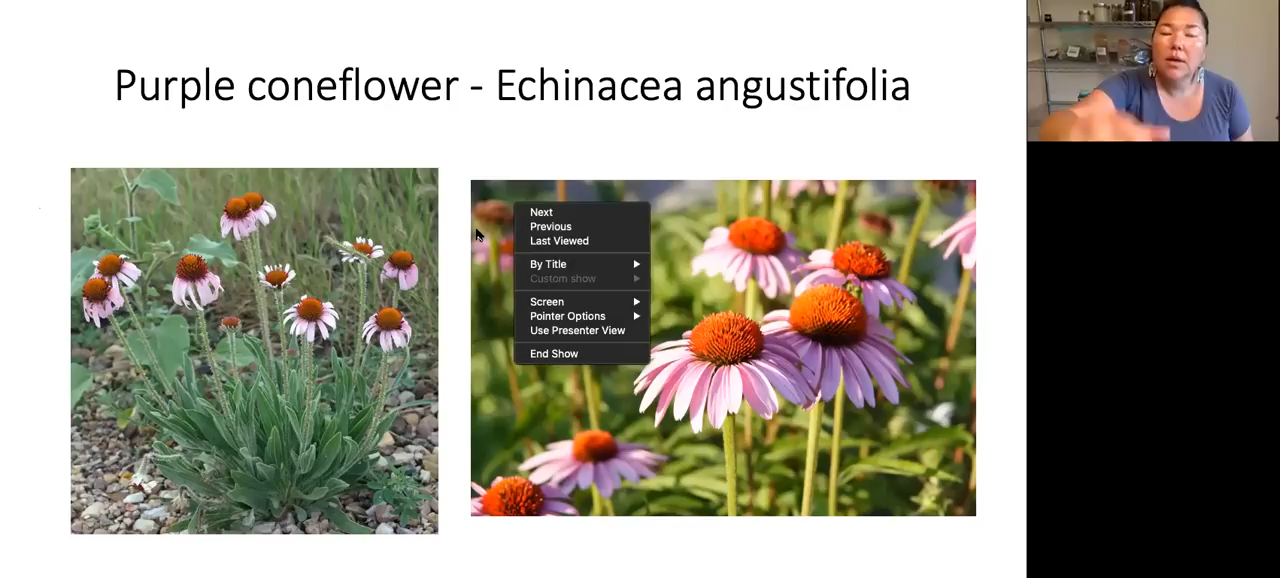 Purple coneflower - Echinacea angustifolia
Next
Previous
Last Viewed
By Title
Custom show
Screen
Pointer Options
Use Presenter View
End Show